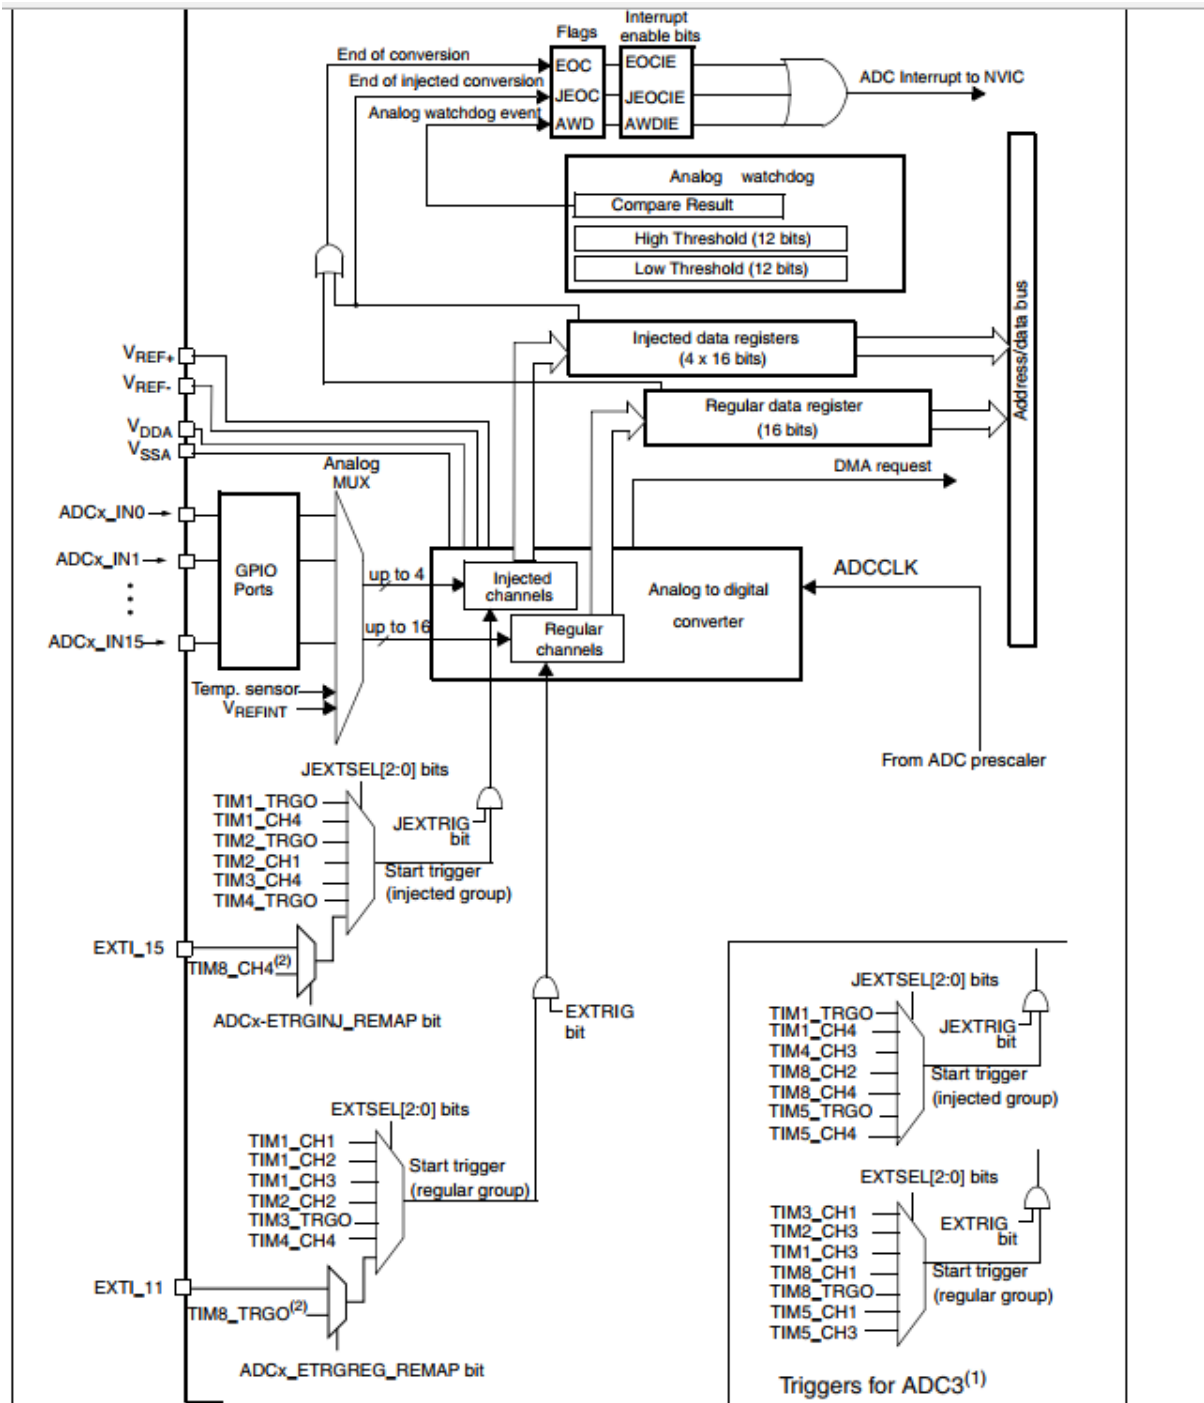 Flags
Interrupt
enable bits
End of conversion
EOC
EOCIE
End of injected conversion
JEOC
JEOCIE
Analog watchdog event
AWD
AWDIE
ADC Interrupt to NVIC
Analog watchdog
Compare Result
High Threshold (12 bits)
Low Threshold (12 bits)
Address/data bus
Injected data registers
(4 x 16 bits)
Regular data register
(16 bits)
DMA request
VREF+
VREF-
VDDA
VSSA
Analog
MUX
ADCx_IN0
ADCx_IN1
ADCx_IN15
GPIO
Ports
up to 4
up to 16
Injected
channels
Regular
channels
Analog to digital
converter
ADCCLK
Temp. sensor
VREFINT
From ADC prescaler
JEXTSEL[2:0] bits
TIM1_TRGO
TIM1_CH4
TIM2_TRGO
TIM2_CH1
TIM3_CH4
TIM4_TRGO
JEXTRIG
bit
Start trigger
(injected group)
EXTI_15
TIM8_CH4(2)
ADCx-ETRGINJ_REMAP bit
EXTRIG
bit
EXTSEL[2:0] bits
TIM1_CH1
TIM1_CH2
TIM1_CH3
TIM2_CH2
TIM3_TRGO
TIM4_CH4
Start trigger
(regular group)
EXTI_11
TIM8_TRGO(2)
ADCx_ETRGREG_REMAP bit
JEXTSEL[2:0] bits
TIM1_TRGO
TIM1_CH4
TIM4_CH3
TIM8_CH2
TIM8_CH4
TIM5_TRGO
TIM5_CH4
JEXTRIG
bit
Start trigger
(injected group)
EXTSEL[2:0] bits
TIM3_CH1
TIM2_CH3
TIM1_CH3
TIM8_CH1
TIM8_TRGO
TIM5_CH1
TIM5_CH3
EXTRIG
bit
Start trigger
(regular group)
Triggers for ADC3(1)